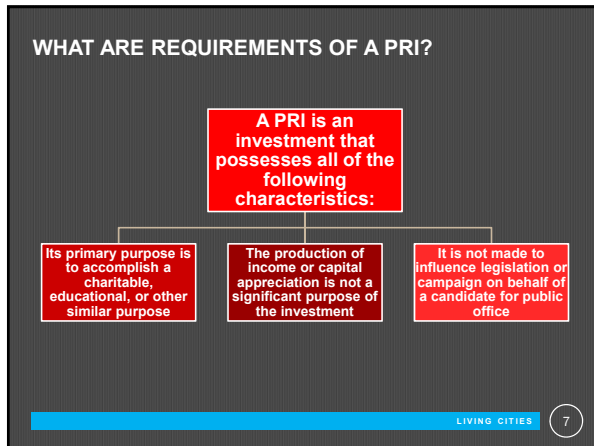 WHAT ARE REQUIREMENTS OF A PRI?
A PRI is an
investment that
possesses all of the
following
characteristics:
Its primary purpose is
to accomplish a
charitable,
educational, or other
similar purpose
The production of
income or capital
appreciation is not a
significant purpose of
the investment
It is not made to
influence legislation or
campaign on behalf of
a candidate for public
office
LIVING CITIES
7